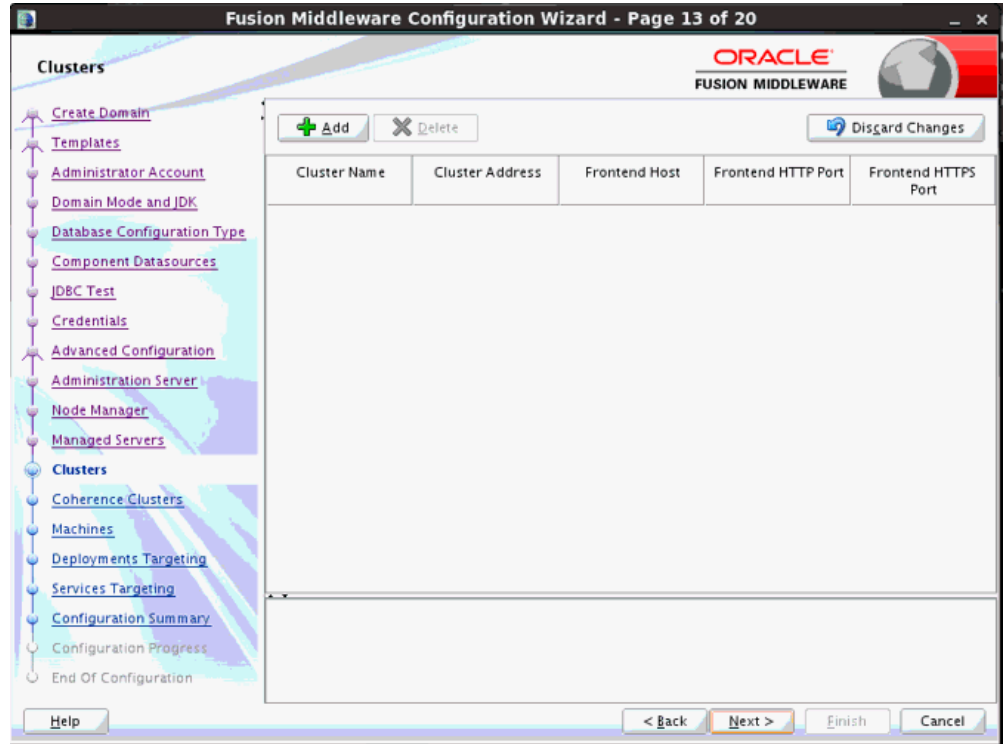 Fusion Middleware Configuration Wizard - Page 13 of 20
Clusters
ORACLE
FUSION MIDDLEWARE
Create Domain
Templates
Administrator Account
Domain Mode and JDK
Database Configuration Type
Component Datasources
JDBC Test
Credentials
Advanced Configuration
Administration Server
Node Manager
Managed Servers
Clusters
Coherence Clusters
Machines
Deployments Targeting
Services Targeting
Configuration Summary
Configuration Progress
End Of Configuration
Add Delete Discard Changes
Cluster Name Cluster Address Frontend Host Frontend HTTP Port Frontend HTTPS
Port
Help < Back Next > Finish Cancel